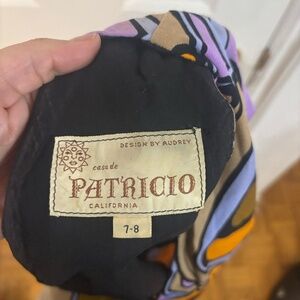 DESIGN BY AUDREY
casa de
PATRICIO
CALIFORNIA
7-8